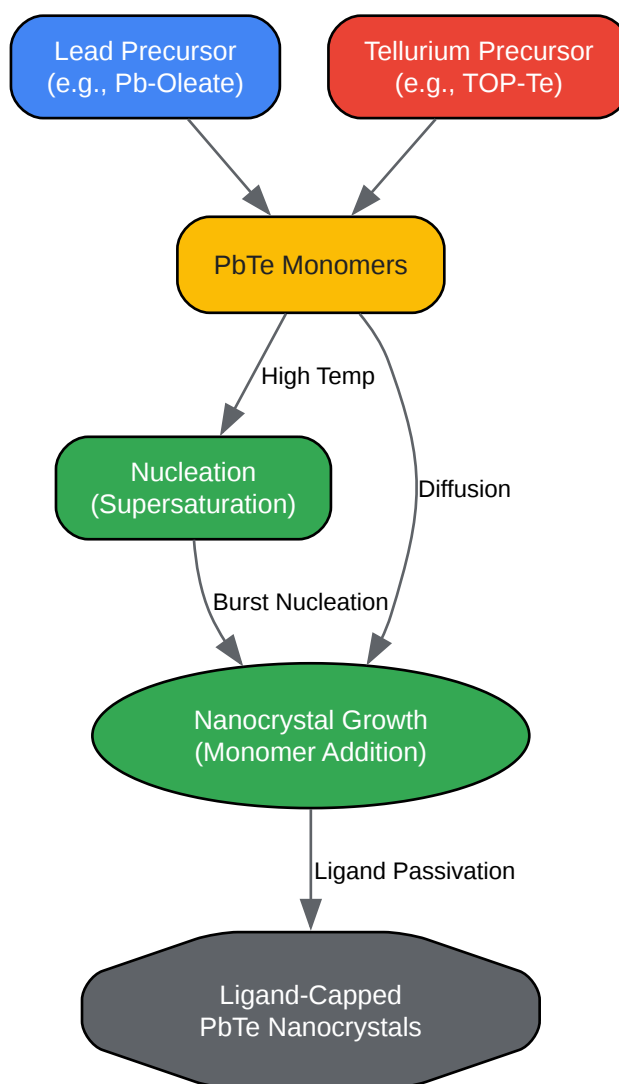 Lead Precursor
(e.g., Pb-Oleate)
Tellurium Precursor
(e.g., TOP-Te)
PbTe Monomers
High Temp
Nucleation
(Supersaturation)
Diffusion
Burst Nucleation
Nanocrystal Growth
(Monomer Addition)
Ligand Passivation
Ligand-Capped
PbTe Nanocrystals